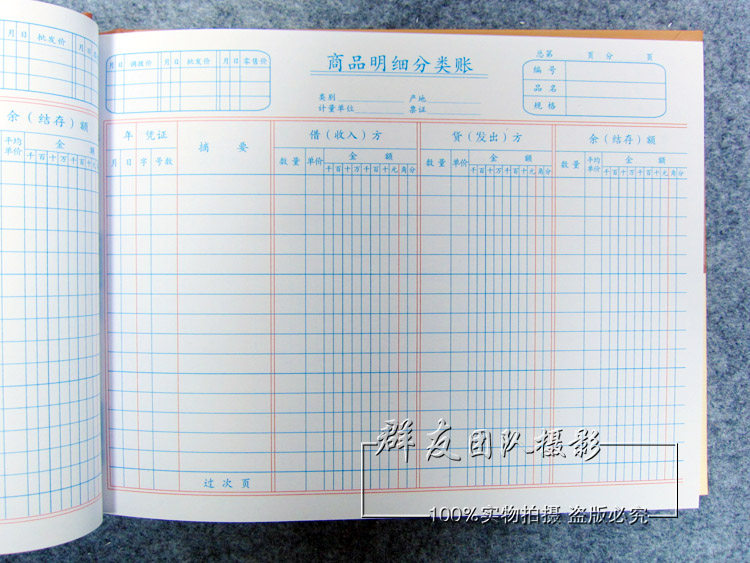 月 日 批发价 月 日
余（结存）额
平均单价 金 额
千 百 十 万 千 百 十 元 角 分
月 日 调拨价 月 日 批发价 月 日 零售价
商品明细分类账
总第 页 分 页
类别 产地
计量单位 票证
编号
品名
规格
年 凭证 摘 要 借（收入）方 贷（发出）方 余（结存）额
月 日 字 号数 数量 单价 金 额 数量 单价 金 额 数量 平均单价 金 额
千 百 十 万 千 百 十 元 角 分 千 百 十 万 千 百 十 元 角 分 千 百 十 万 千 百 十 元 角 分
过次页
群友团队摄影
100%实物拍摄 盗版必究